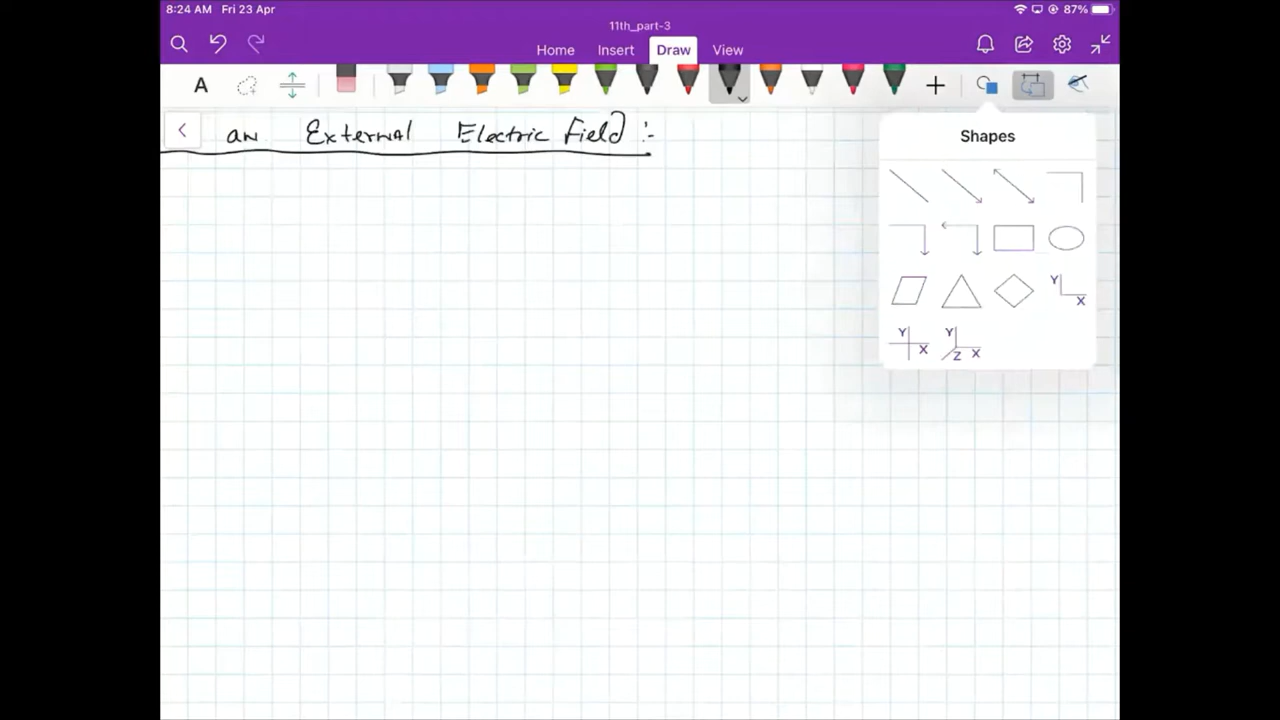 8:24 AM Fri 23 Apr
87%
11th_part-3
Home Insert Draw View
A
an External Electric Field :-
Shapes
Y
X
Y
X
Y
Z X